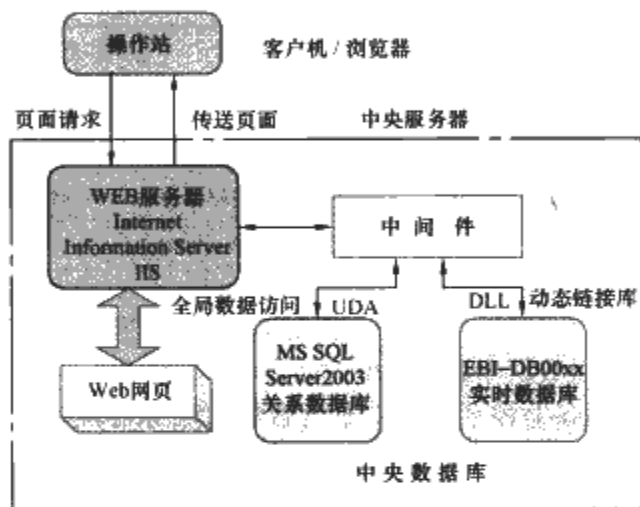 操作站
客户机 / 浏览器
页面请求
传送页面
中央服务器
WEB服务器
Internet
Information Server
IIS
中 间 件
全局数据访问
UDA
DLL
动态链接库
MS SQL
Server2003
关系数据库
EBI-DB00xx
实时数据库
Web网页
中 央 数 据 库